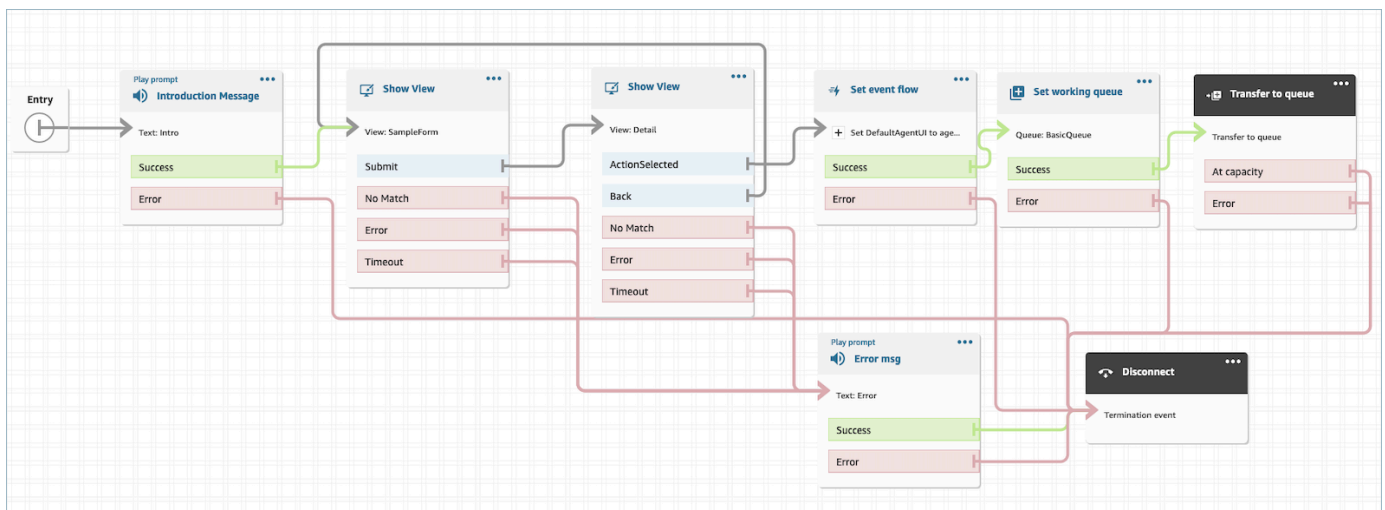 Entry
Play prompt
Introduction Message
Text: Intro
Success
Error
Show View
View: SampleForm
Submit
No Match
Error
Timeout
Show View
View: Detail
ActionSelected
Back
No Match
Error
Timeout
Set event flow
Set DefaultAgentUI to age...
Success
Error
Set working queue
Queue: BasicQueue
Success
Error
Transfer to queue
Transfer to queue
At capacity
Error
Play prompt
Error msg
Text: Error
Success
Error
Disconnect
Termination event